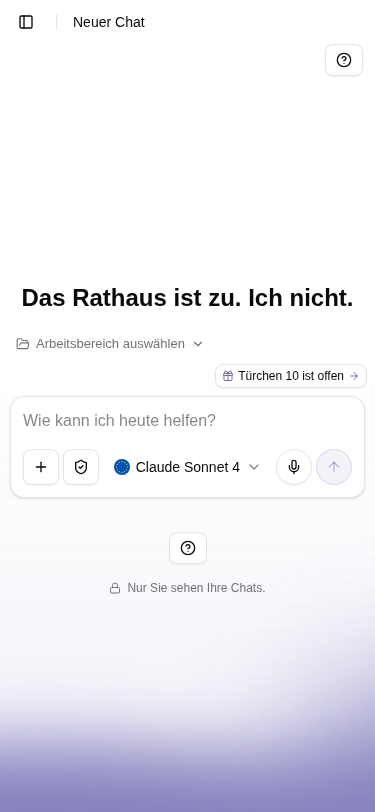 Neuer Chat
Das Rathaus ist zu. Ich nicht.
Arbeitsbereich auswählen
Türchen 10 ist offen
Wie kann ich heute helfen?
Claude Sonnet 4
Nur Sie sehen Ihre Chats.